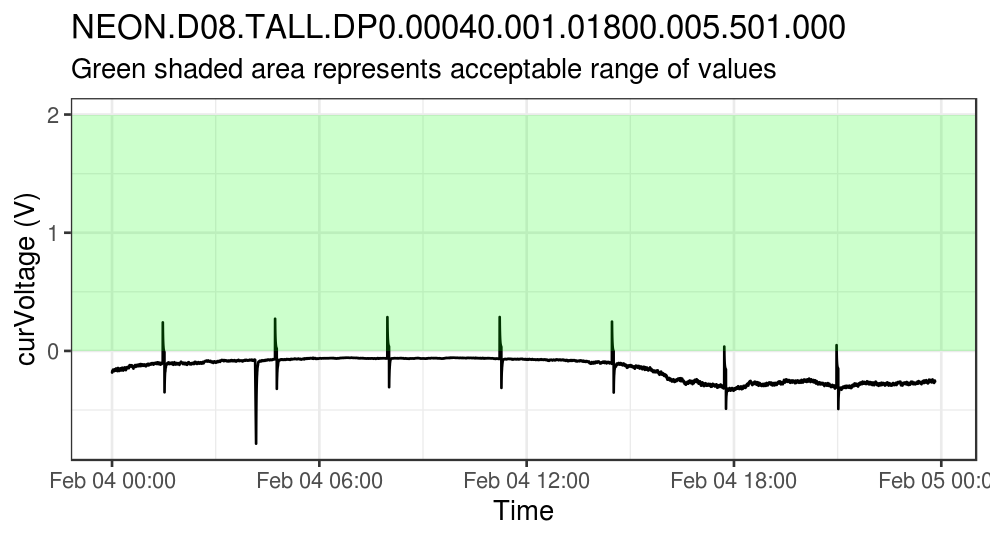 NEON.D08.TALL.DP0.00040.001.01800.005.501.000
Green shaded area represents acceptable range of values
2
1
0
curVoltage (V)
Feb 04 00:00 Feb 04 06:00 Feb 04 12:00 Feb 04 18:00 Feb 05 00:0
Time